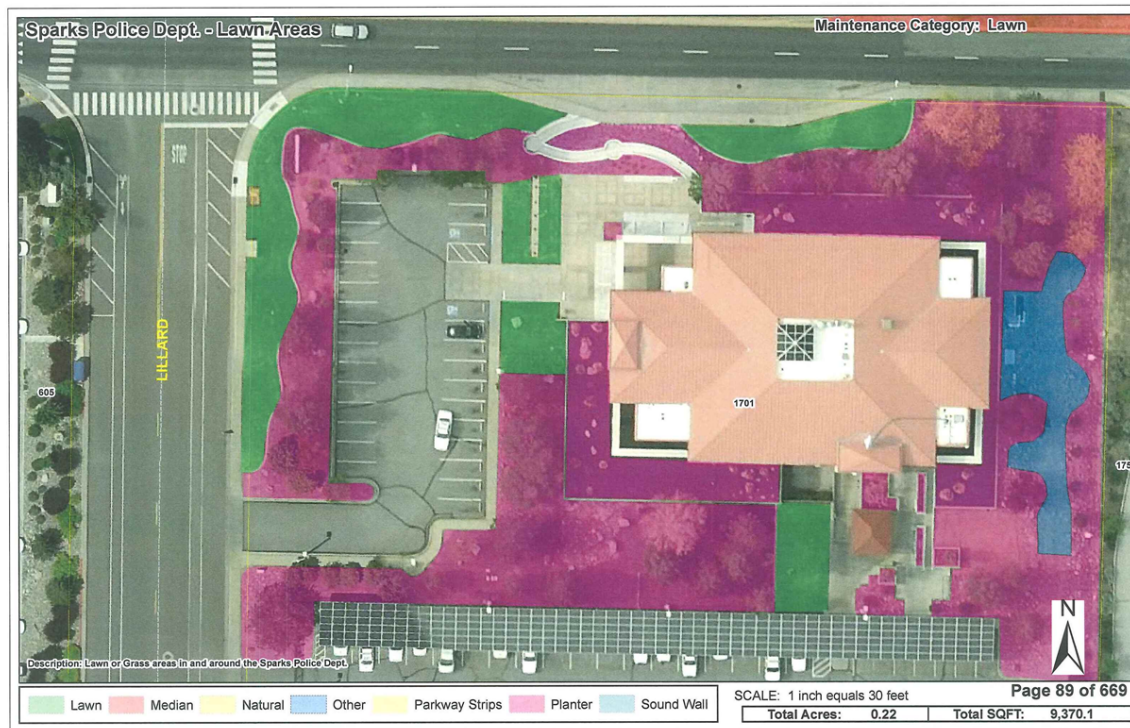 Sparks Police Dept. - Lawn Areas
Maintenance Category: Lawn
STOP
LILLARD
605
1701
175
N
Description: Lawn or Grass areas in and around the Sparks Police Dept.
Lawn Median Natural Other Parkway Strips Planter Sound Wall
SCALE: 1 inch equals 30 feet
Page 89 of 669
Total Acres: 0.22 Total SQFT: 9,370.1